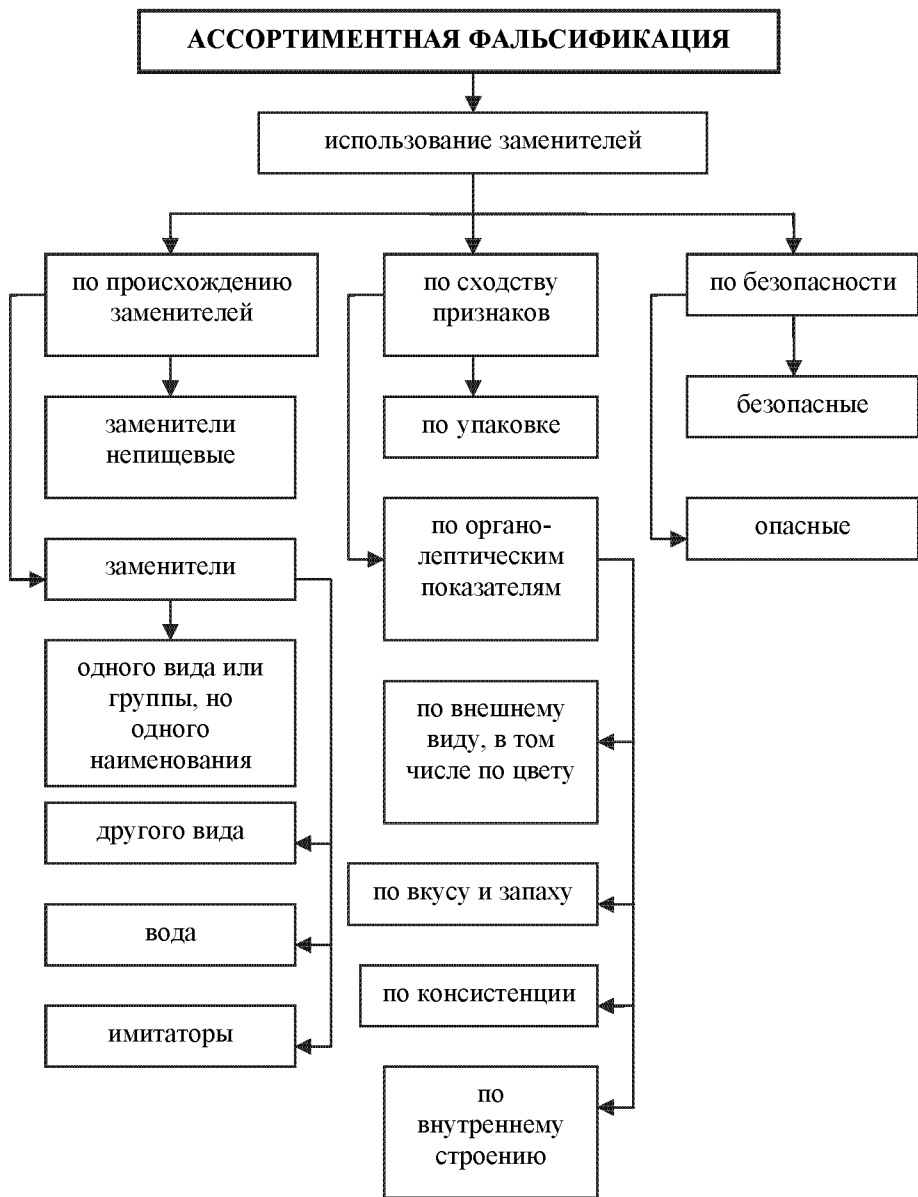 АССОРТИМЕНТНАЯ ФАЛЬСИФИКАЦИЯ
использование заменителей
по происхождению
заменителей
по сходству
признаков
по безопасности
заменители
непищевые
по упаковке
безопасные
заменители
по органо-
лептическим
показателям
опасные
одного вида или
группы, но
одного
наименования
по внешнему
виду, в том
числе по цвету
другого вида
по вкусу и запаху
вода
по консистенции
имитаторы
по
внутреннему
строению